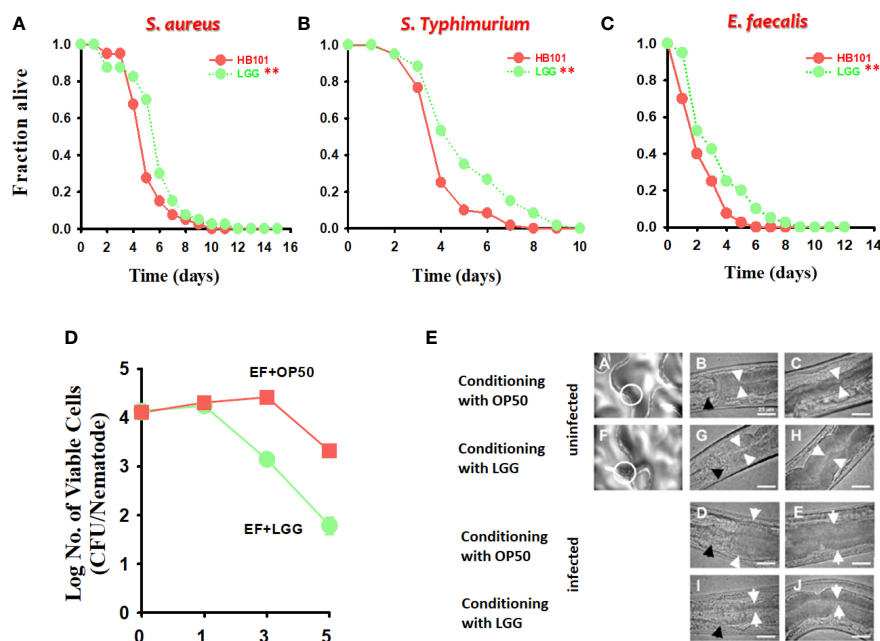 A
S. aureus
1.0
0.8
0.6
0.4
0.2
0.0
Fraction alive
HB101
LGG **
0 2 4 6 8 10 12 14 16
Time (days)
B
S. Typhimurium
1.0
0.8
0.6
0.4
0.2
0.0
HB101
LGG **
0 2 4 6 8 10
Time (days)
C
E. faecalis
1.0
0.8
0.6
0.4
0.2
0.0
HB101
LGG **
0 2 4 6 8 10 12 14
Time (days)
D
5
4
3
2
1
0
Log No. of Viable Cells
(CFU/Nematode)
EF+OP50
EF+LGG
0 1 3 5
E
Conditioning
with OP50
Conditioning
with LGG
uninfected
Conditioning
with OP50
Conditioning
with LGG
infected
A B C
25 µm
F G H
D E
I J